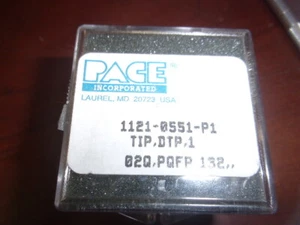 PACE®
INCORPORATED
LAUREL, MD 20723 USA
1121-0551-P1
TIP,DTP,1
02Q,PQFP 132,,